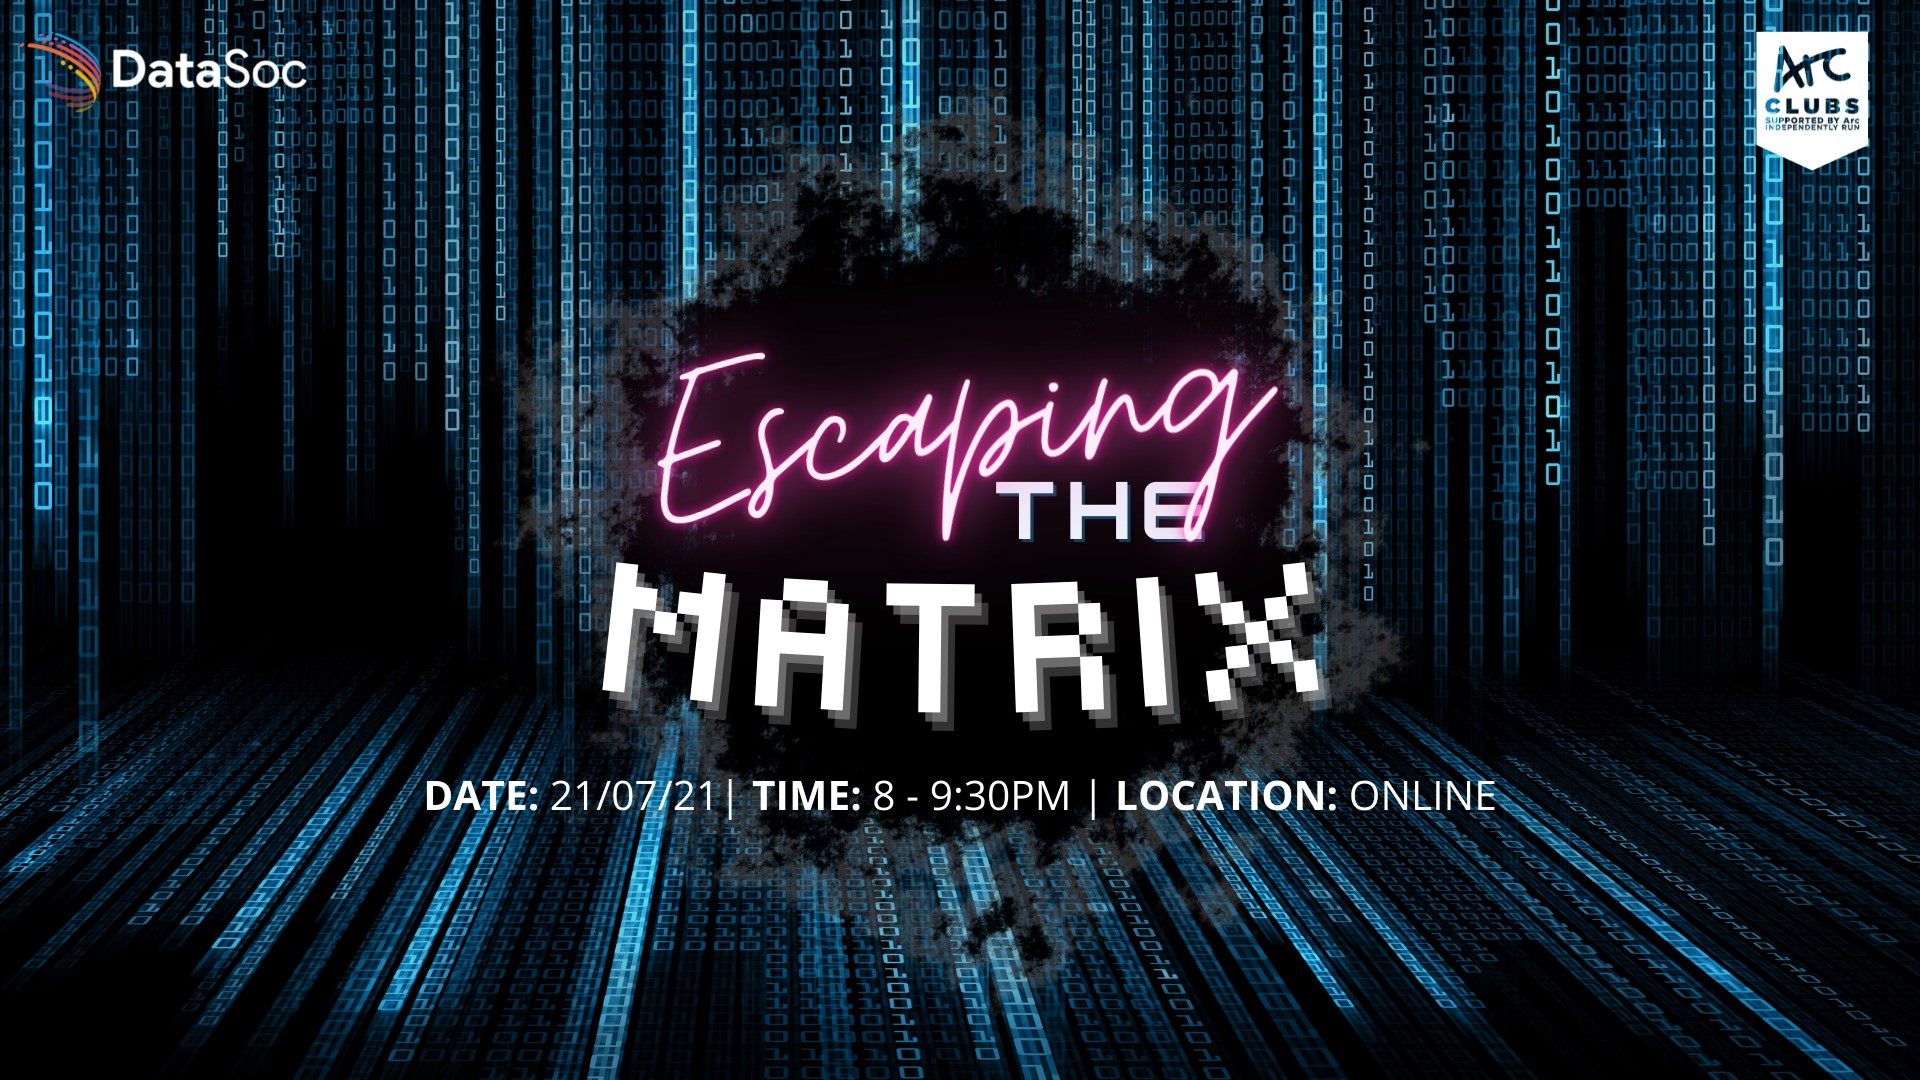 DataSoc
Arc
CLUBS
SUPPORTED BY Arc
INDEPENDENTLY RUN
Escaping
THE
MATRIX
DATE: 21/07/21| TIME: 8 - 9:30PM | LOCATION: ONLINE